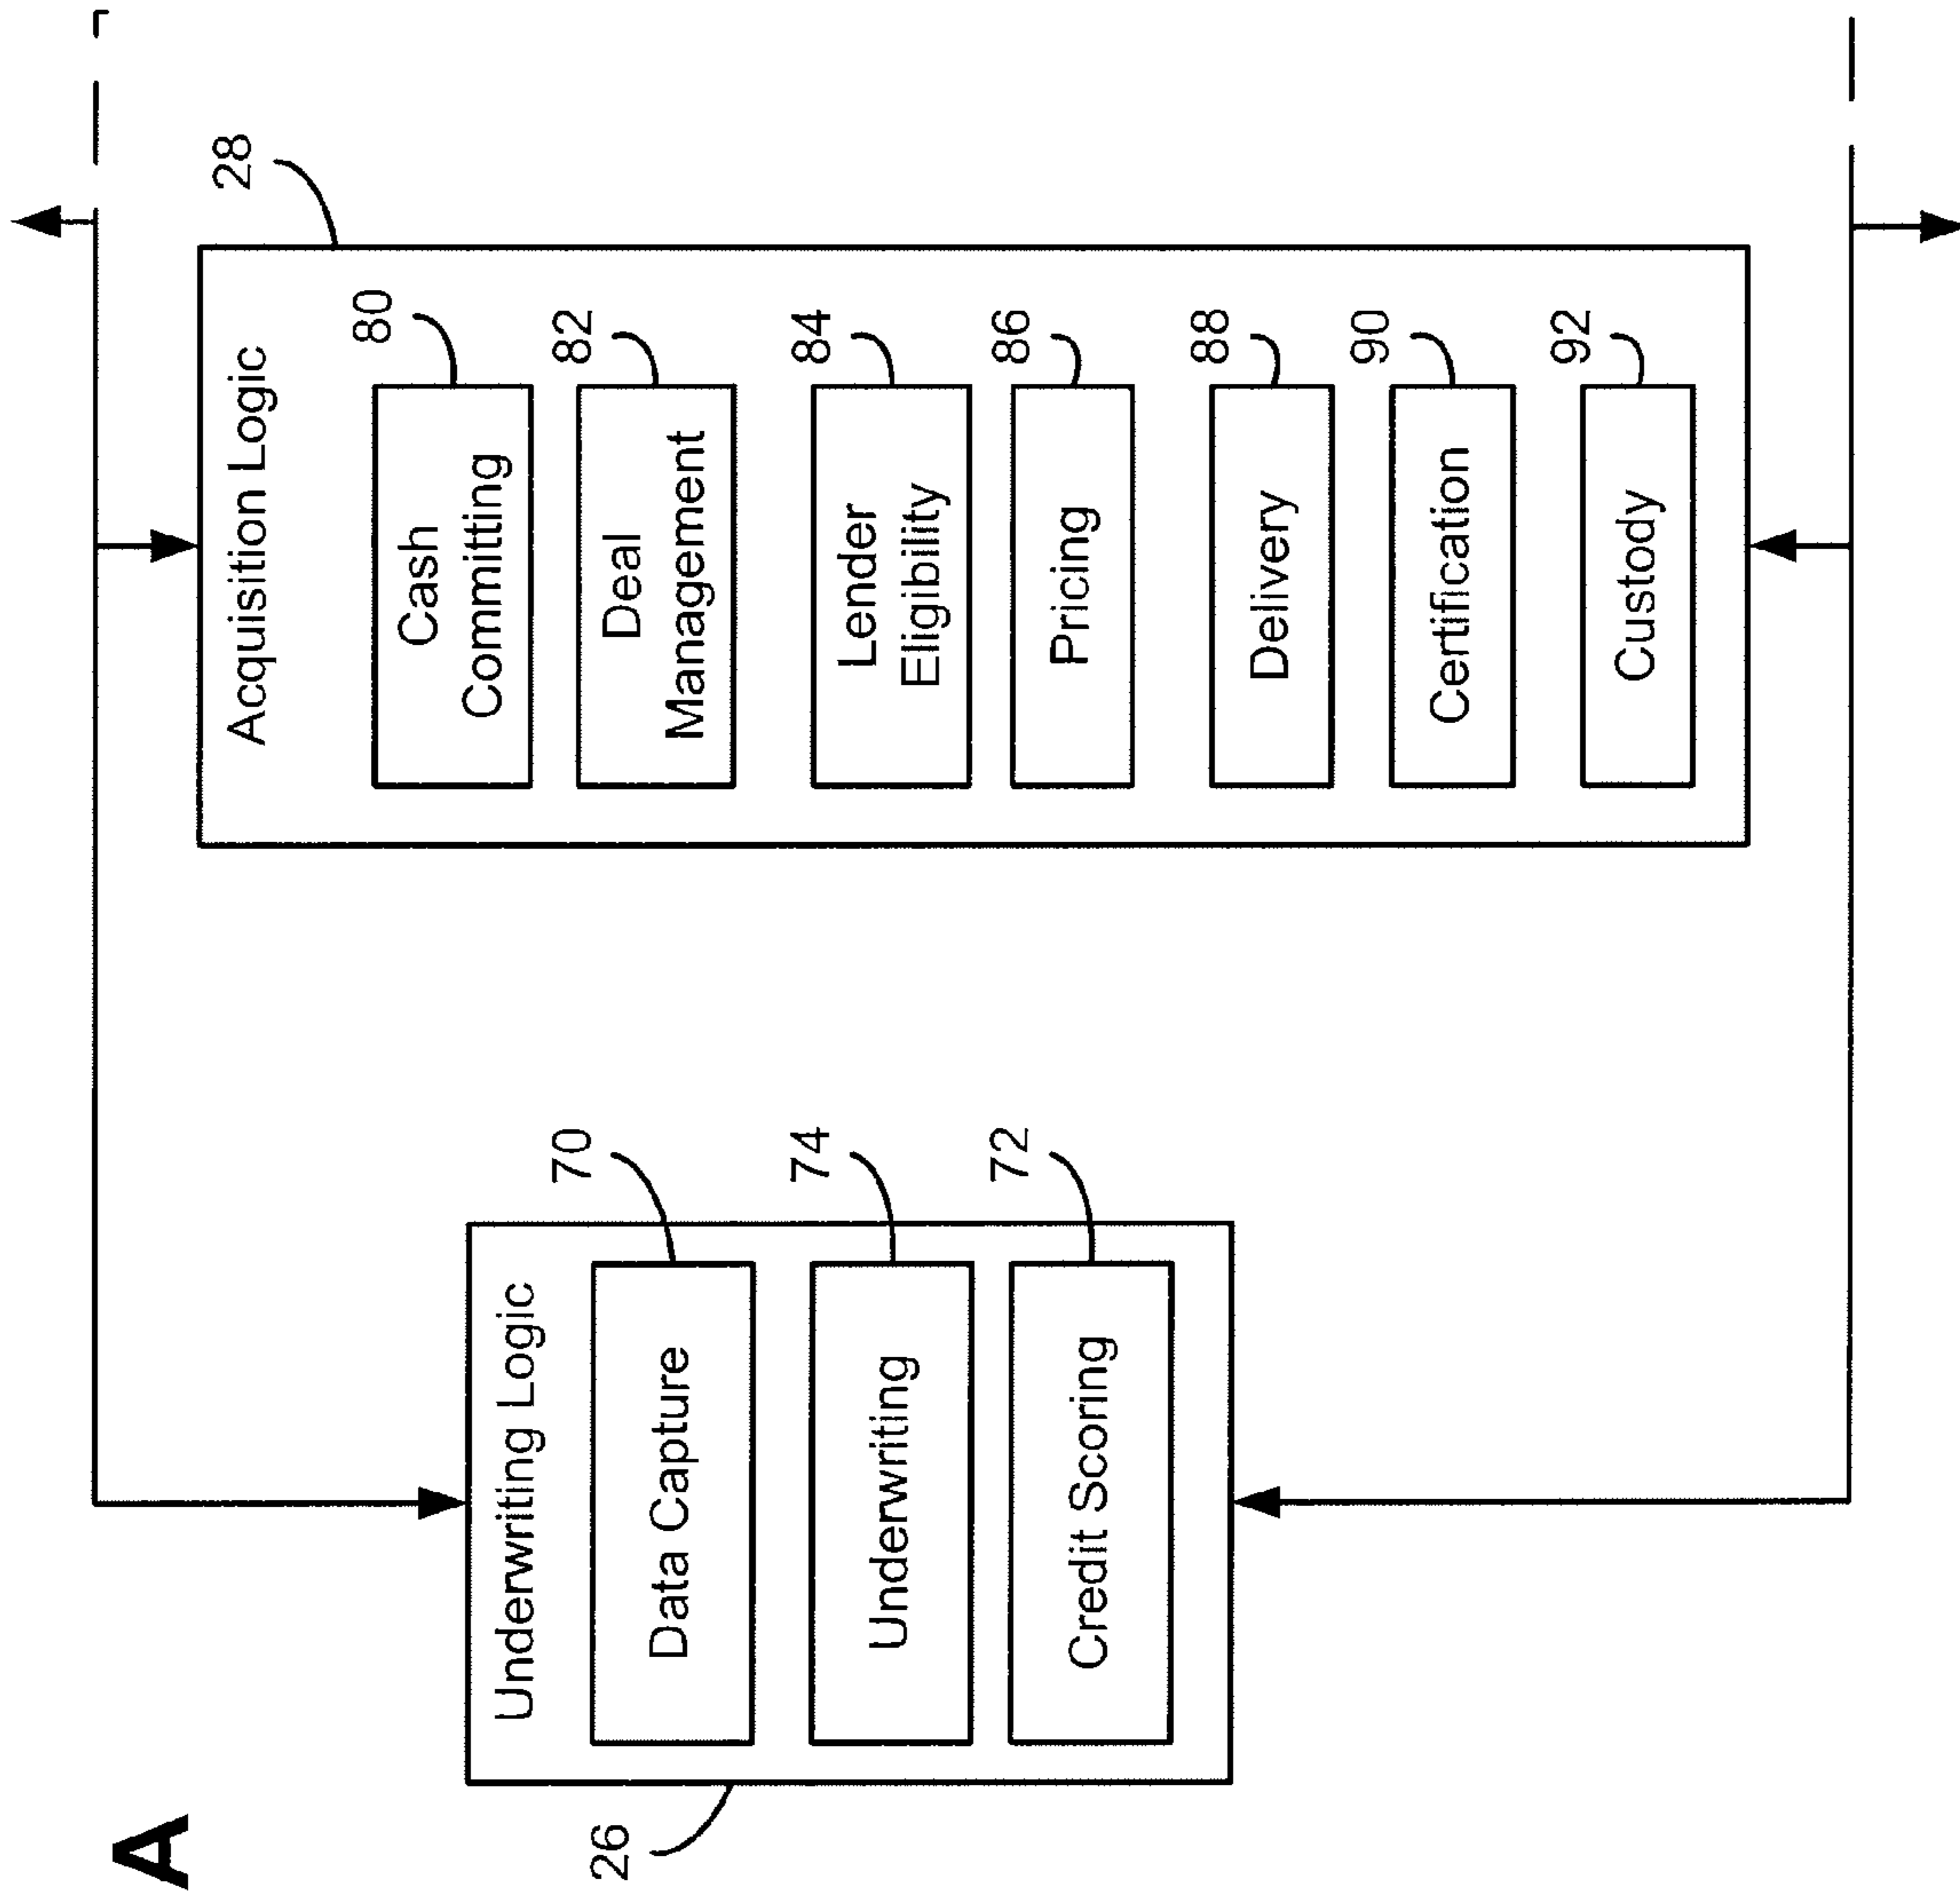 A
26
Underwriting Logic
Data Capture
70
Underwriting
74
Credit Scoring
72
Acquisition Logic
28
Cash
Committing
80
Deal
Management
82
Lender
Eligibility
84
Pricing
86
Delivery
88
Certification
90
Custody
92